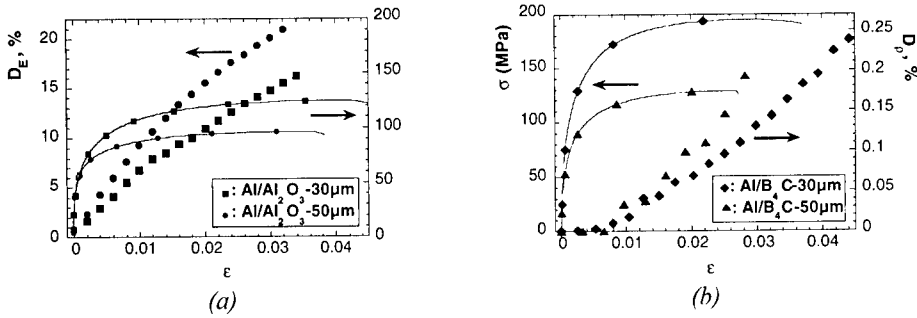 D_E, %
20
15
10
5
0
200
150
100
50
0
0
0.01
0.02
0.03
0.04
ε
■: Al/Al₂O₃-30µm
●: Al/Al₂O₃-50µm
(a)
σ (MPa)
200
150
100
50
0
D_ρ, %
0.25
0.2
0.15
0.1
0.05
0
0
0.01
0.02
0.03
0.04
ε
◆: Al/B₄C-30µm
▲: Al/B₄C-50µm
(b)